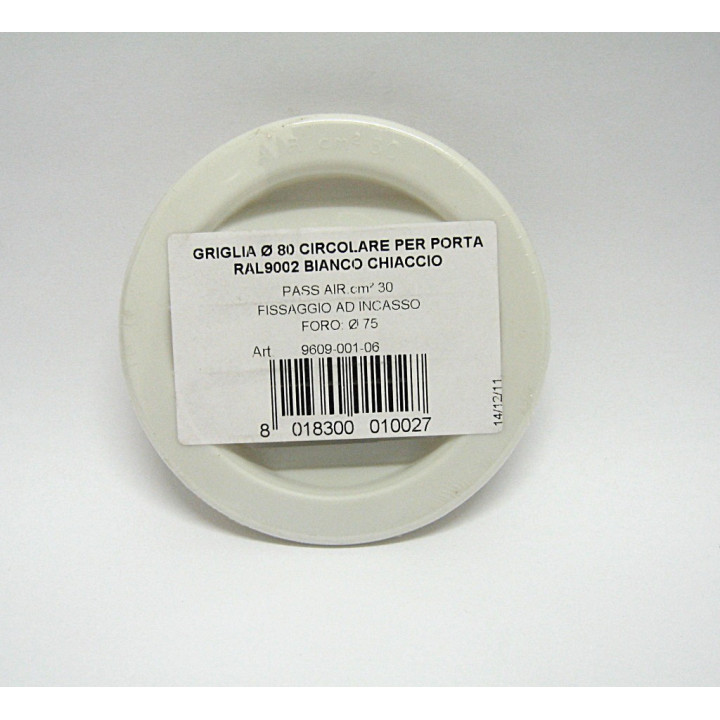 GRIGLIA Ø 80 CIRCOLARE PER PORTA
RAL9002 BIANCO CHIACCIO
PASS AIR.cm² 30
FISSAGGIO AD INCASSO
FORO: Ø 75
Art 9609-001-06
8 018300 010027
14/12/11